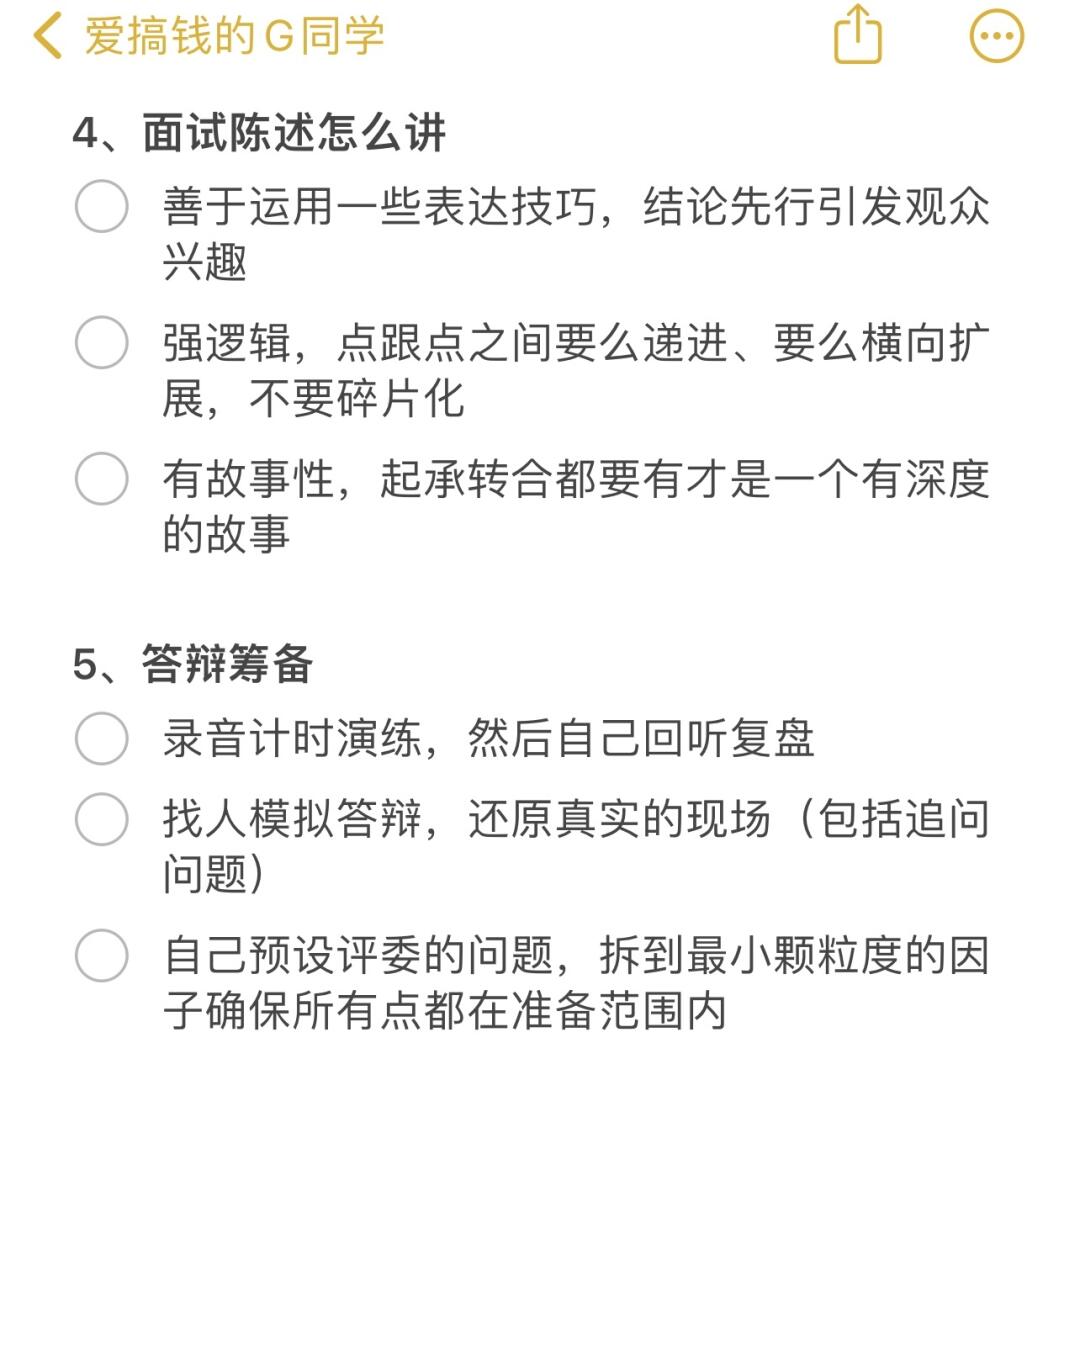 爱搞钱的G同学
4、面试陈述怎么讲
善于运用一些表达技巧，结论先行引发观众
兴趣
强逻辑，点跟点之间要么递进、要么横向扩
展，不要碎片化
有故事性，起承转合都要有才是一个有深度
的故事
5、答辩筹备
录音计时演练，然后自己回听复盘
找人模拟答辩，还原真实的现场（包括追问
问题）
自己预设评委的问题，拆到最小颗粒度的因
子确保所有点都在准备范围内